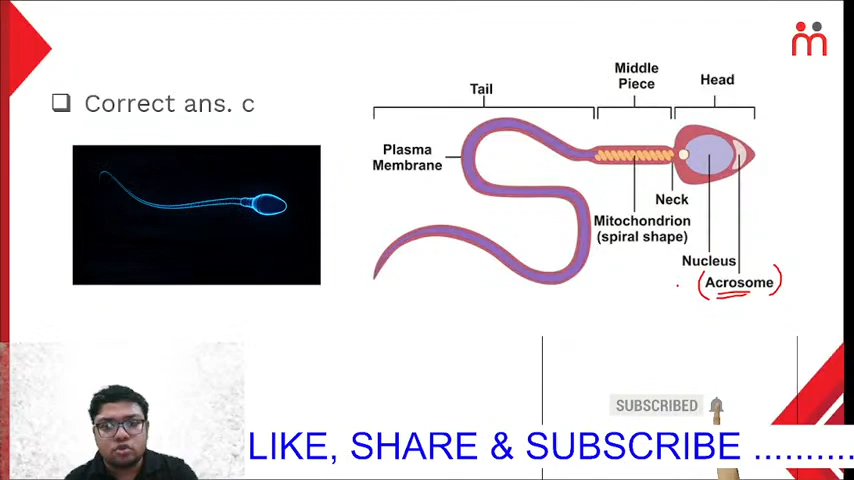 Correct ans. c
Tail
Middle
Piece
Head
Plasma
Membrane
Neck
Mitochondrion
(spiral shape)
Nucleus
(Acrosome)
SUBSCRIBED
LIKE, SHARE & SUBSCRIBE ..........